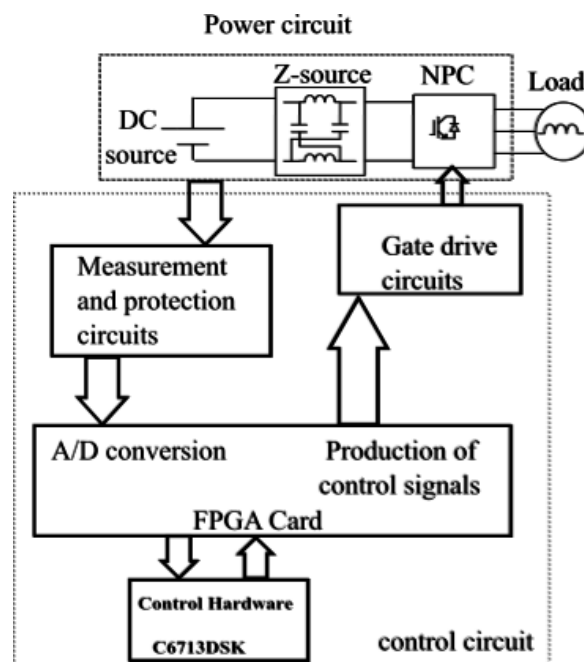 Power circuit
Z-source
NPC
Load
DC
source
Measurement
and protection
circuits
Gate drive
circuits
A/D conversion
Production of
control signals
FPGA Card
Control Hardware
C6713DSK
control circuit